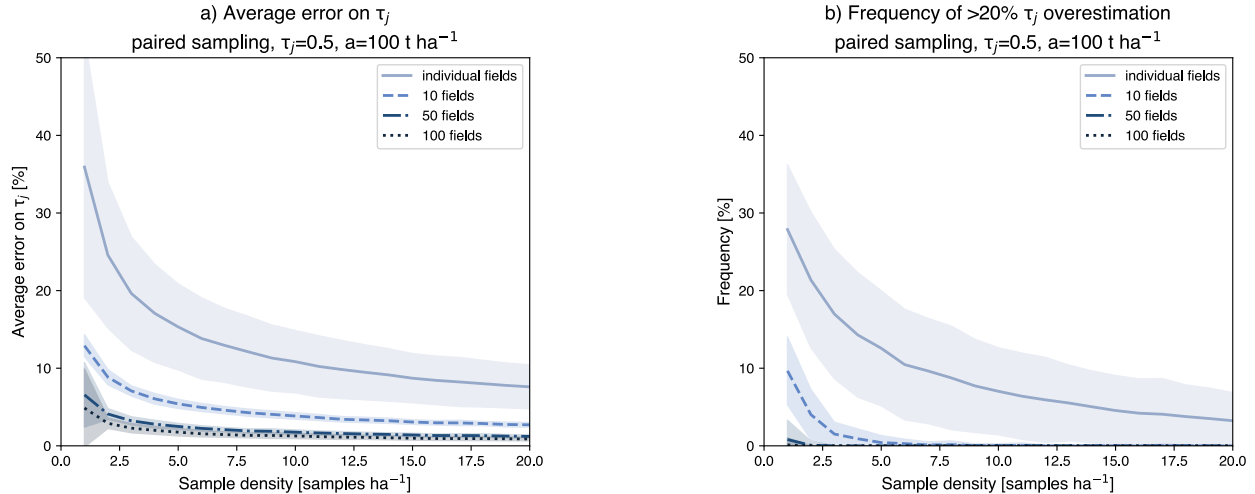 a) Average error on τj
paired sampling, τj=0.5, a=100 t ha⁻¹
50
40
30
20
10
0
0.0
2.5
5.0
7.5
10.0
12.5
15.0
17.5
20.0
Average error on τj [%]
Sample density [samples ha⁻¹]
individual fields
10 fields
50 fields
100 fields
b) Frequency of >20% τj overestimation
paired sampling, τj=0.5, a=100 t ha⁻¹
50
40
30
20
10
0
0.0
2.5
5.0
7.5
10.0
12.5
15.0
17.5
20.0
Frequency [%]
Sample density [samples ha⁻¹]
individual fields
10 fields
50 fields
100 fields